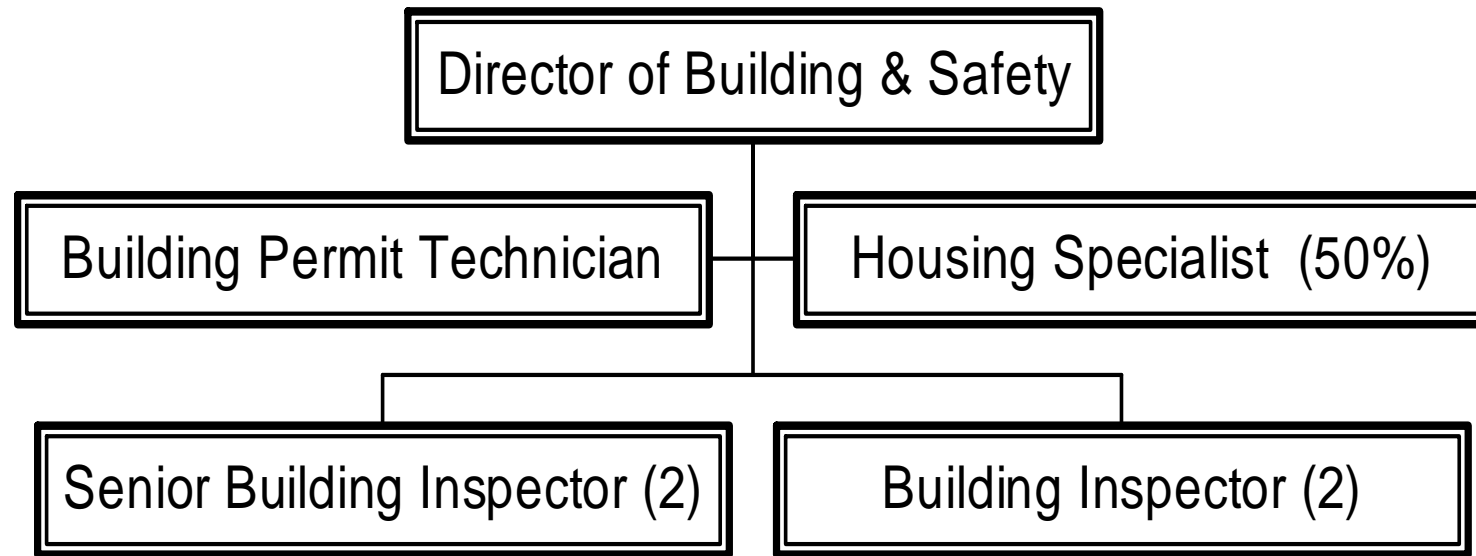 Director of Building & Safety
Building Permit Technician
Housing Specialist (50%)
Senior Building Inspector (2)
Building Inspector (2)